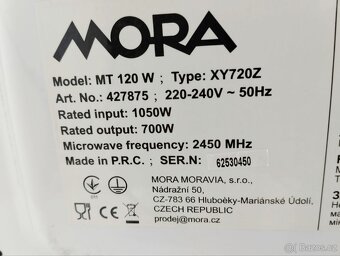 MORA
Model: MT 120 W ; Type: XY720Z
Art. No.: 427875 ; 220-240V ~ 50Hz
Rated input: 1050W
Rated output: 700W
Microwave frequency: 2450 MHz
Made in P.R.C. ; SER.N: 62530450
MORA MORAVIA, s.r.o.,
Nádražní 50,
CZ-783 66 Hlubočky-Mariánské Údolí,
CZECH REPUBLIC
prodej@mora.cz